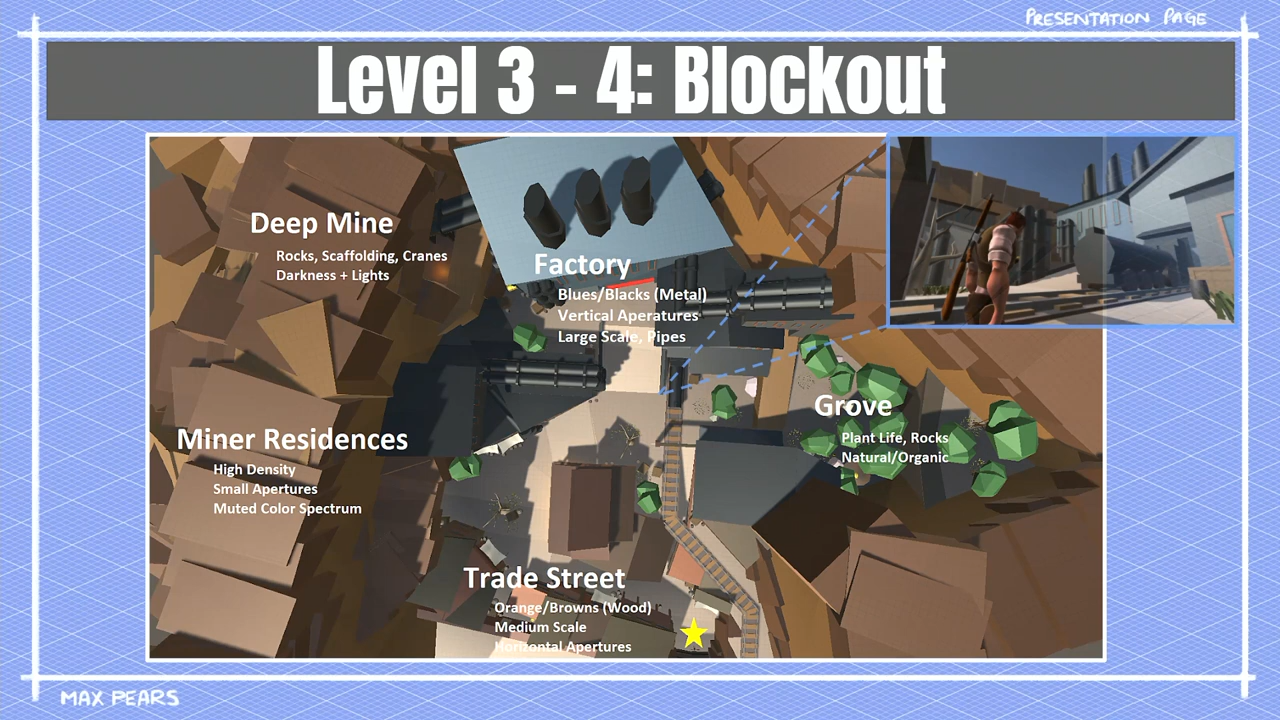 PRESENTATION PAGE
Level 3 - 4: Blockout
Deep Mine
Rocks, Scaffolding, Cranes
Darkness + Lights
Factory
Blues/Blacks (Metal)
Vertical Aperatures
Large Scale, Pipes
Grove
Plant Life, Rocks
Natural/Organic
Miner Residences
High Density
Small Apertures
Muted Color Spectrum
Trade Street
Orange/Browns (Wood)
Medium Scale
Horizontal Apertures
MAX PEARS